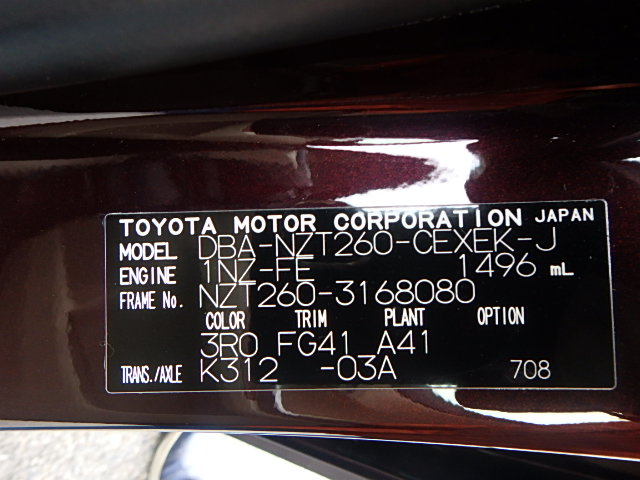 TOYOTA MOTOR CORPORATION JAPAN
MODEL DBA-NZT260-CEXEK-J
ENGINE 1NZ-FE 1496 mL
FRAME No. NZT260-3168080
COLOR TRIM PLANT OPTION
3R0 FG41 A41
TRANS./AXLE K312 -03A 708